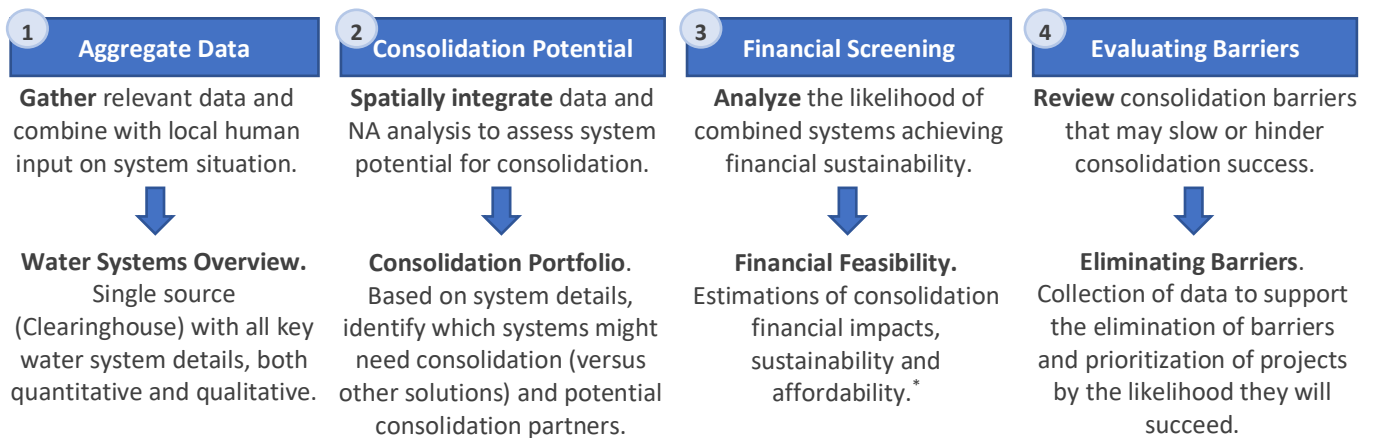 1
Aggregate Data
Gather relevant data and
combine with local human
input on system situation.
Water Systems Overview.
Single source
(Clearinghouse) with all key
water system details, both
quantitative and qualitative.
2
Consolidation Potential
Spatially integrate data and
NA analysis to assess system
potential for consolidation.
Consolidation Portfolio.
Based on system details,
identify which systems might
need consolidation (versus
other solutions) and potential
consolidation partners.
3
Financial Screening
Analyze the likelihood of
combined systems achieving
financial sustainability.
Financial Feasibility.
Estimations of consolidation
financial impacts,
sustainability and
affordability.*
4
Evaluating Barriers
Review consolidation barriers
that may slow or hinder
consolidation success.
Eliminating Barriers.
Collection of data to support
the elimination of barriers
and prioritization of projects
by the likelihood they will
succeed.